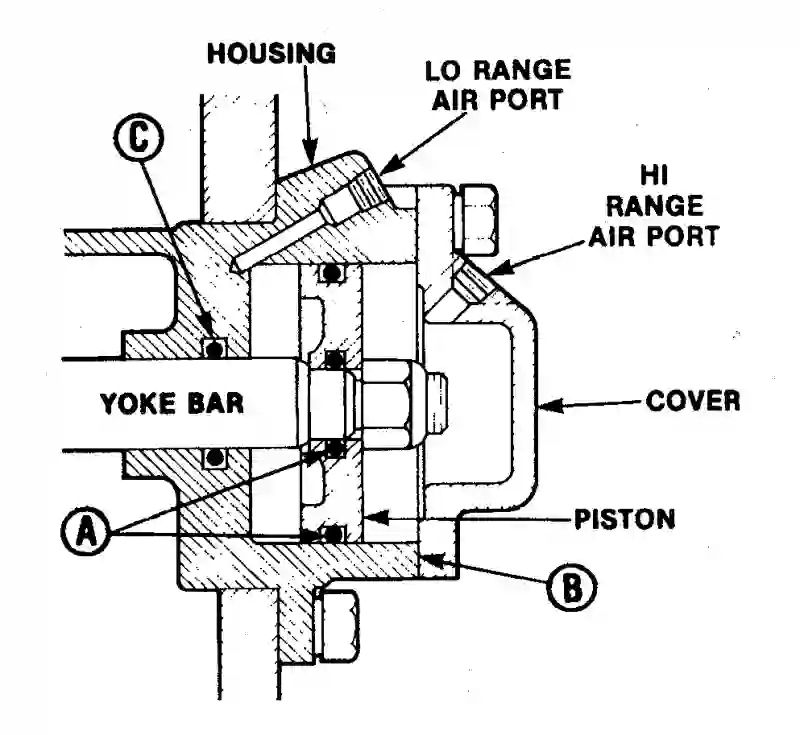 HOUSING
LO RANGE
AIR PORT
C
HI
RANGE
AIR PORT
YOKE BAR
COVER
A
PISTON
B